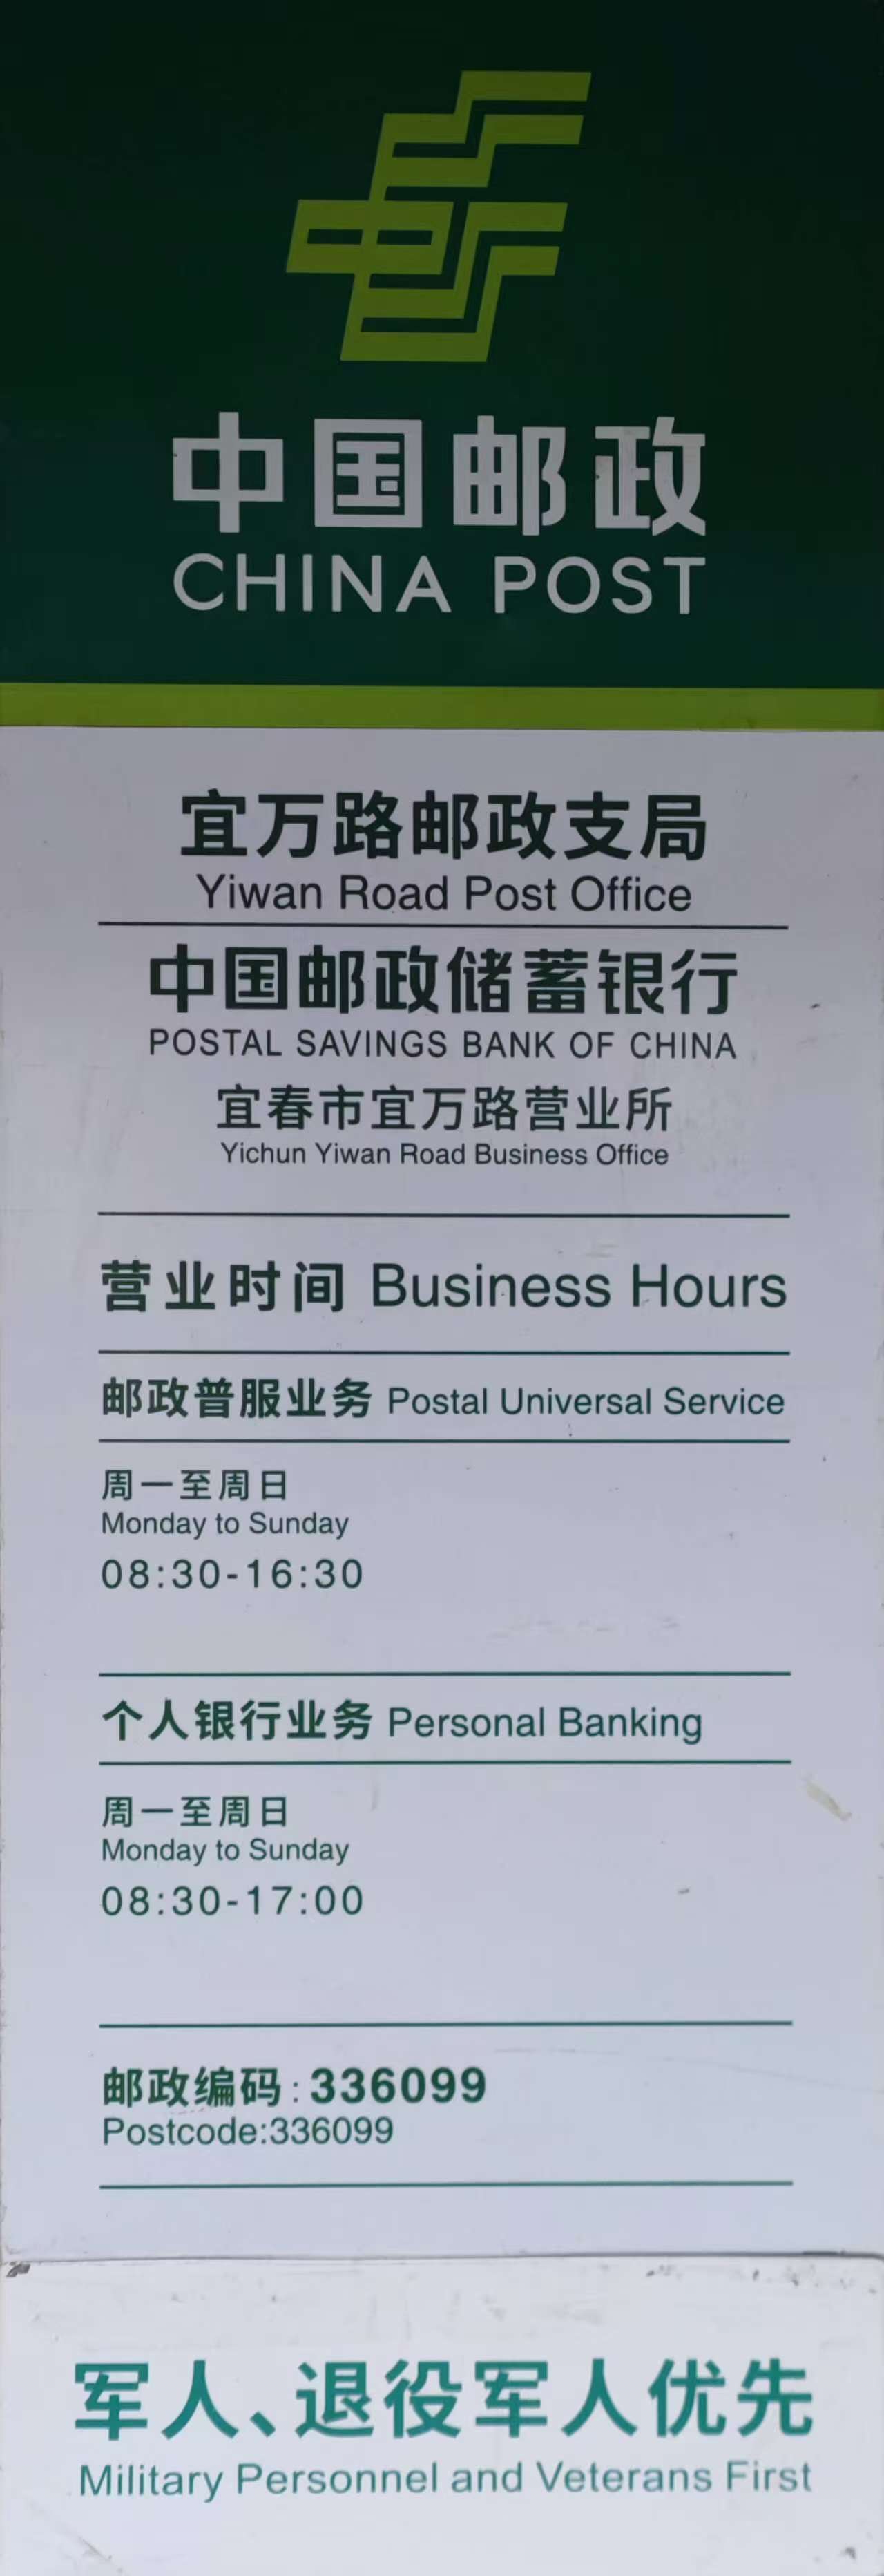 中国邮政
CHINA POST
宜万路邮政支局
Yiwan Road Post Office
中国邮政储蓄银行
POSTAL SAVINGS BANK OF CHINA
宜春市宜万路营业所
Yichun Yiwan Road Business Office
营业时间 Business Hours
邮政普服业务 Postal Universal Service
周一至周日
Monday to Sunday
08:30-16:30
个人银行业务 Personal Banking
周一至周日
Monday to Sunday
08:30-17:00
邮政编码:336099
Postcode:336099
军人、退役军人优先
Military Personnel and Veterans First